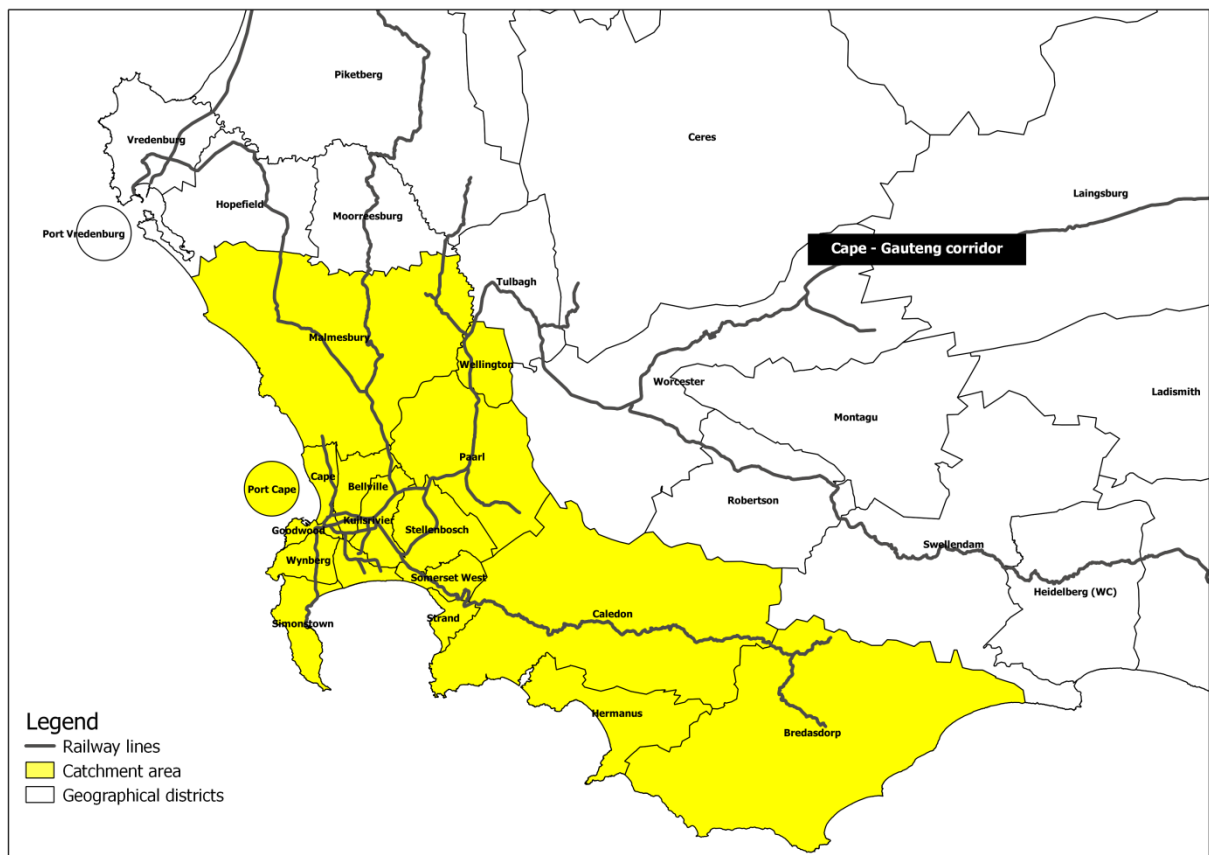 Piketberg
Vredenburg
Ceres
Laingsburg
Hopefield
Moorreesburg
Port Vredenburg
Cape - Gauteng corridor
Tulbagh
Malmesbury
Wellington
Worcester
Ladismith
Montagu
Paarl
Cape
Bellville
Port Cape
Robertson
Kuilsrivier
Goodwood
Stellenbosch
Swellendam
Wynberg
Somerset West
Heidelberg (WC)
Caledon
Strand
Simonstown
Hermanus
Bredasdorp
Legend
Railway lines
Catchment area
Geographical districts